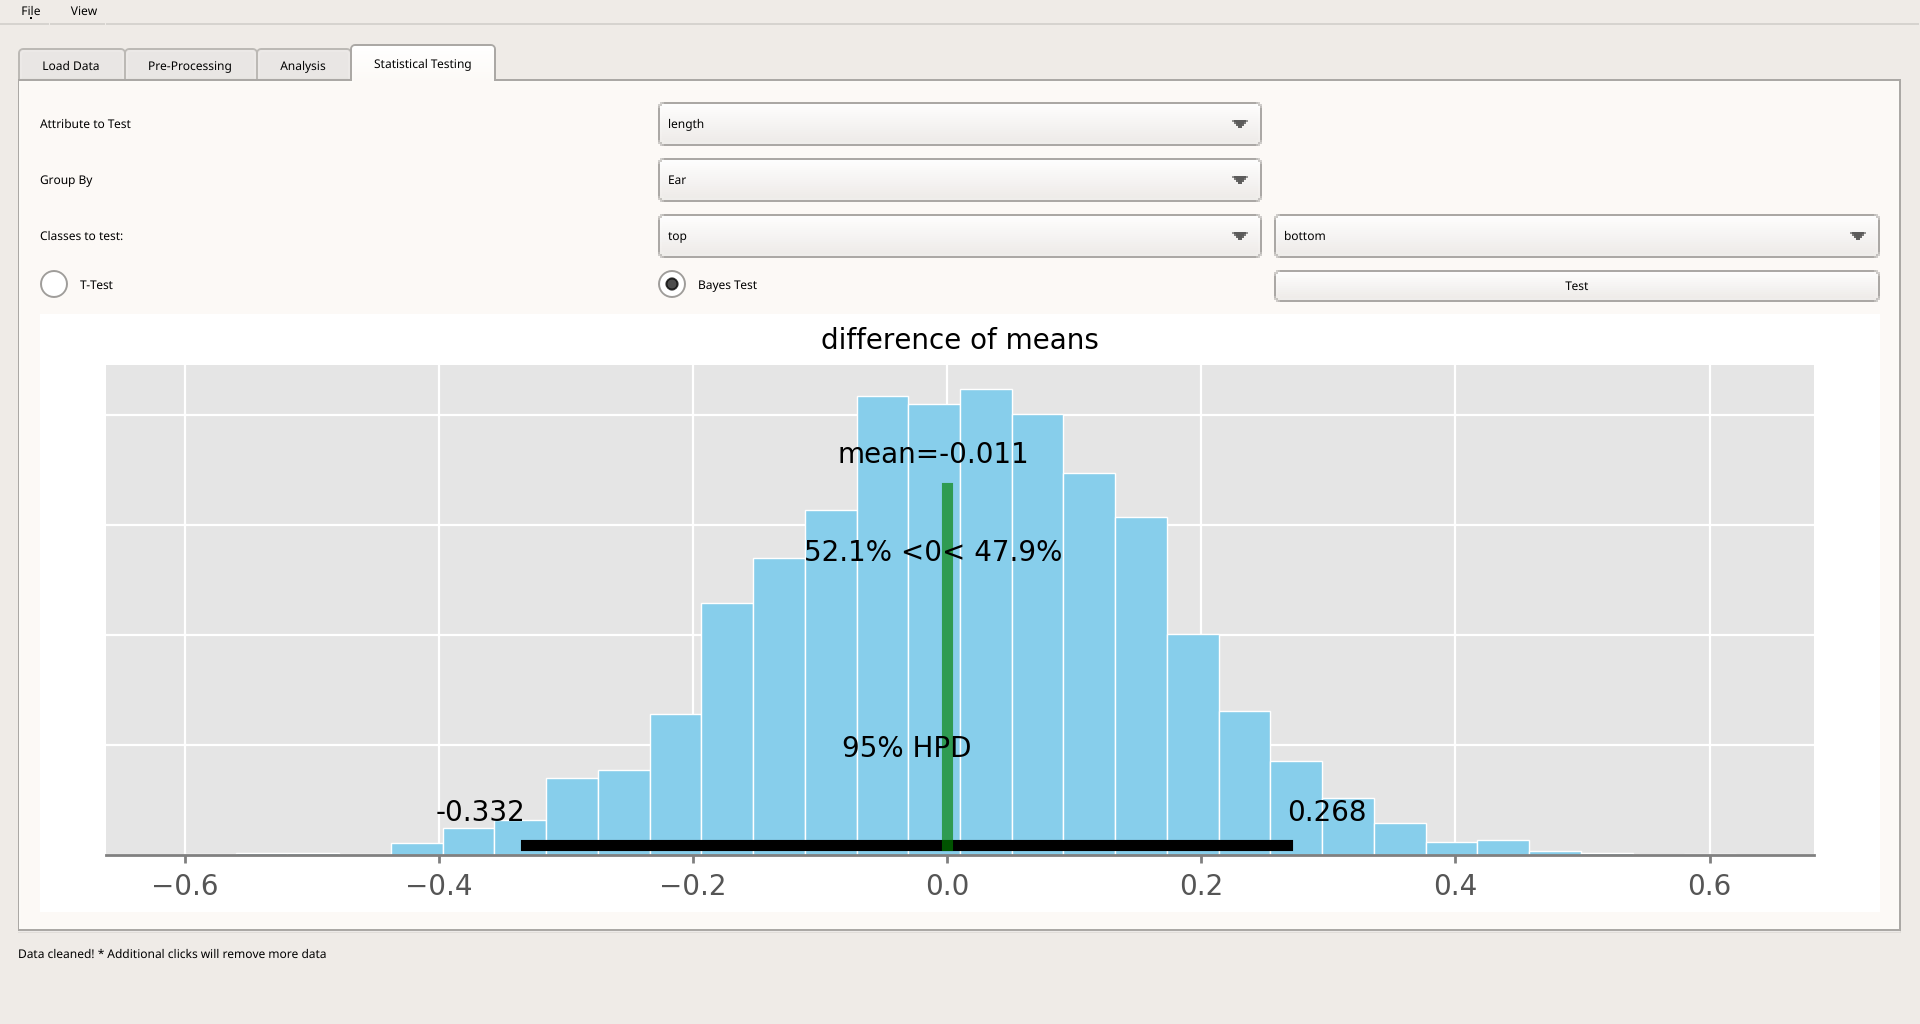 File View
Load Data Pre-Processing Analysis Statistical Testing
Attribute to Test length
Group By Ear
Classes to test: top bottom
T-Test Bayes Test Test
difference of means
mean=-0.011
52.1% <0< 47.9%
95% HPD
-0.332 0.268
−0.6 −0.4 −0.2 0.0 0.2 0.4 0.6
Data cleaned! * Additional clicks will remove more data